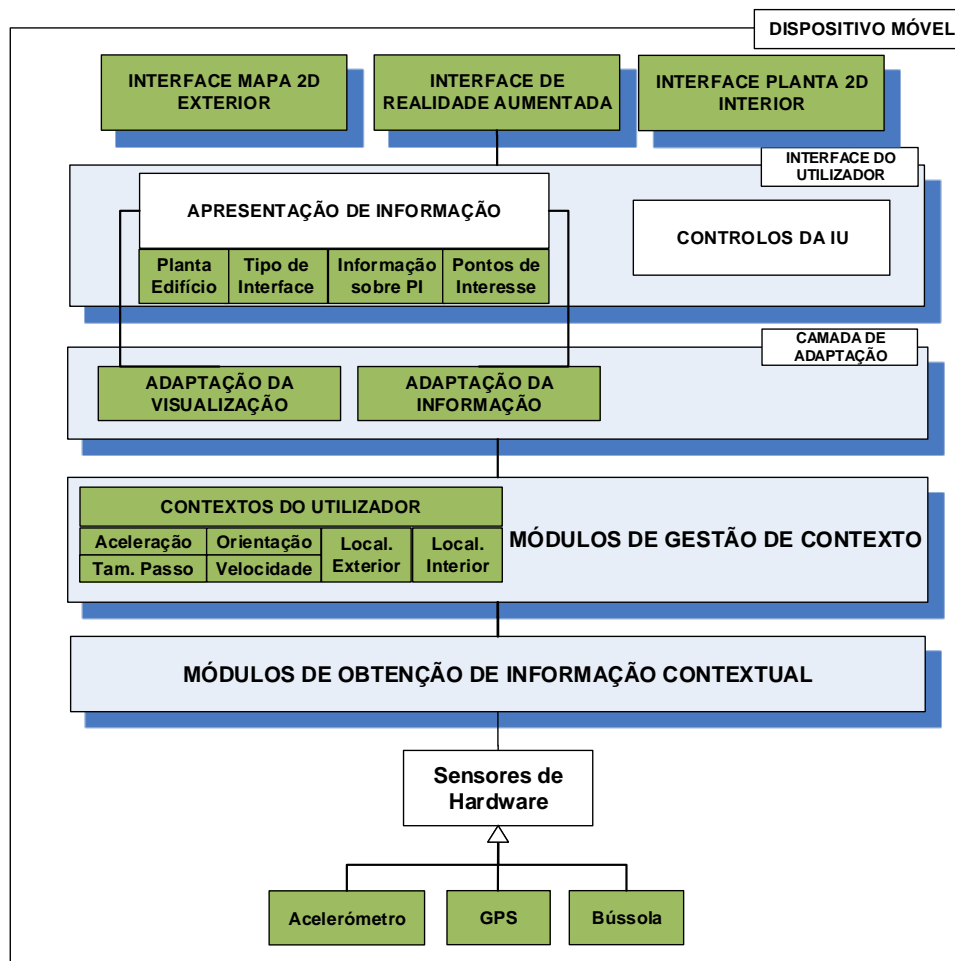 DISPOSITIVO MÓVEL
INTERFACE MAPA 2D
EXTERIOR
INTERFACE DE
REALIDADE AUMENTADA
INTERFACE PLANTA 2D
INTERIOR
INTERFACE DO
UTILIZADOR
APRESENTAÇÃO DE INFORMAÇÃO
Planta
Edifício
Tipo de
Interface
Informação
sobre PI
Pontos de
Interesse
CONTROLOS DA IU
CAMADA DE
ADAPTAÇÃO
ADAPTAÇÃO DA
VISUALIZAÇÃO
ADAPTAÇÃO DA
INFORMAÇÃO
CONTEXTOS DO UTILIZADOR
Aceleração
Tam. Passo
Orientação
Velocidade
Local.
Exterior
Local.
Interior
MÓDULOS DE GESTÃO DE CONTEXTO
MÓDULOS DE OBTENÇÃO DE INFORMAÇÃO CONTEXTUAL
Sensores de
Hardware
Acelerómetro
GPS
Bússola